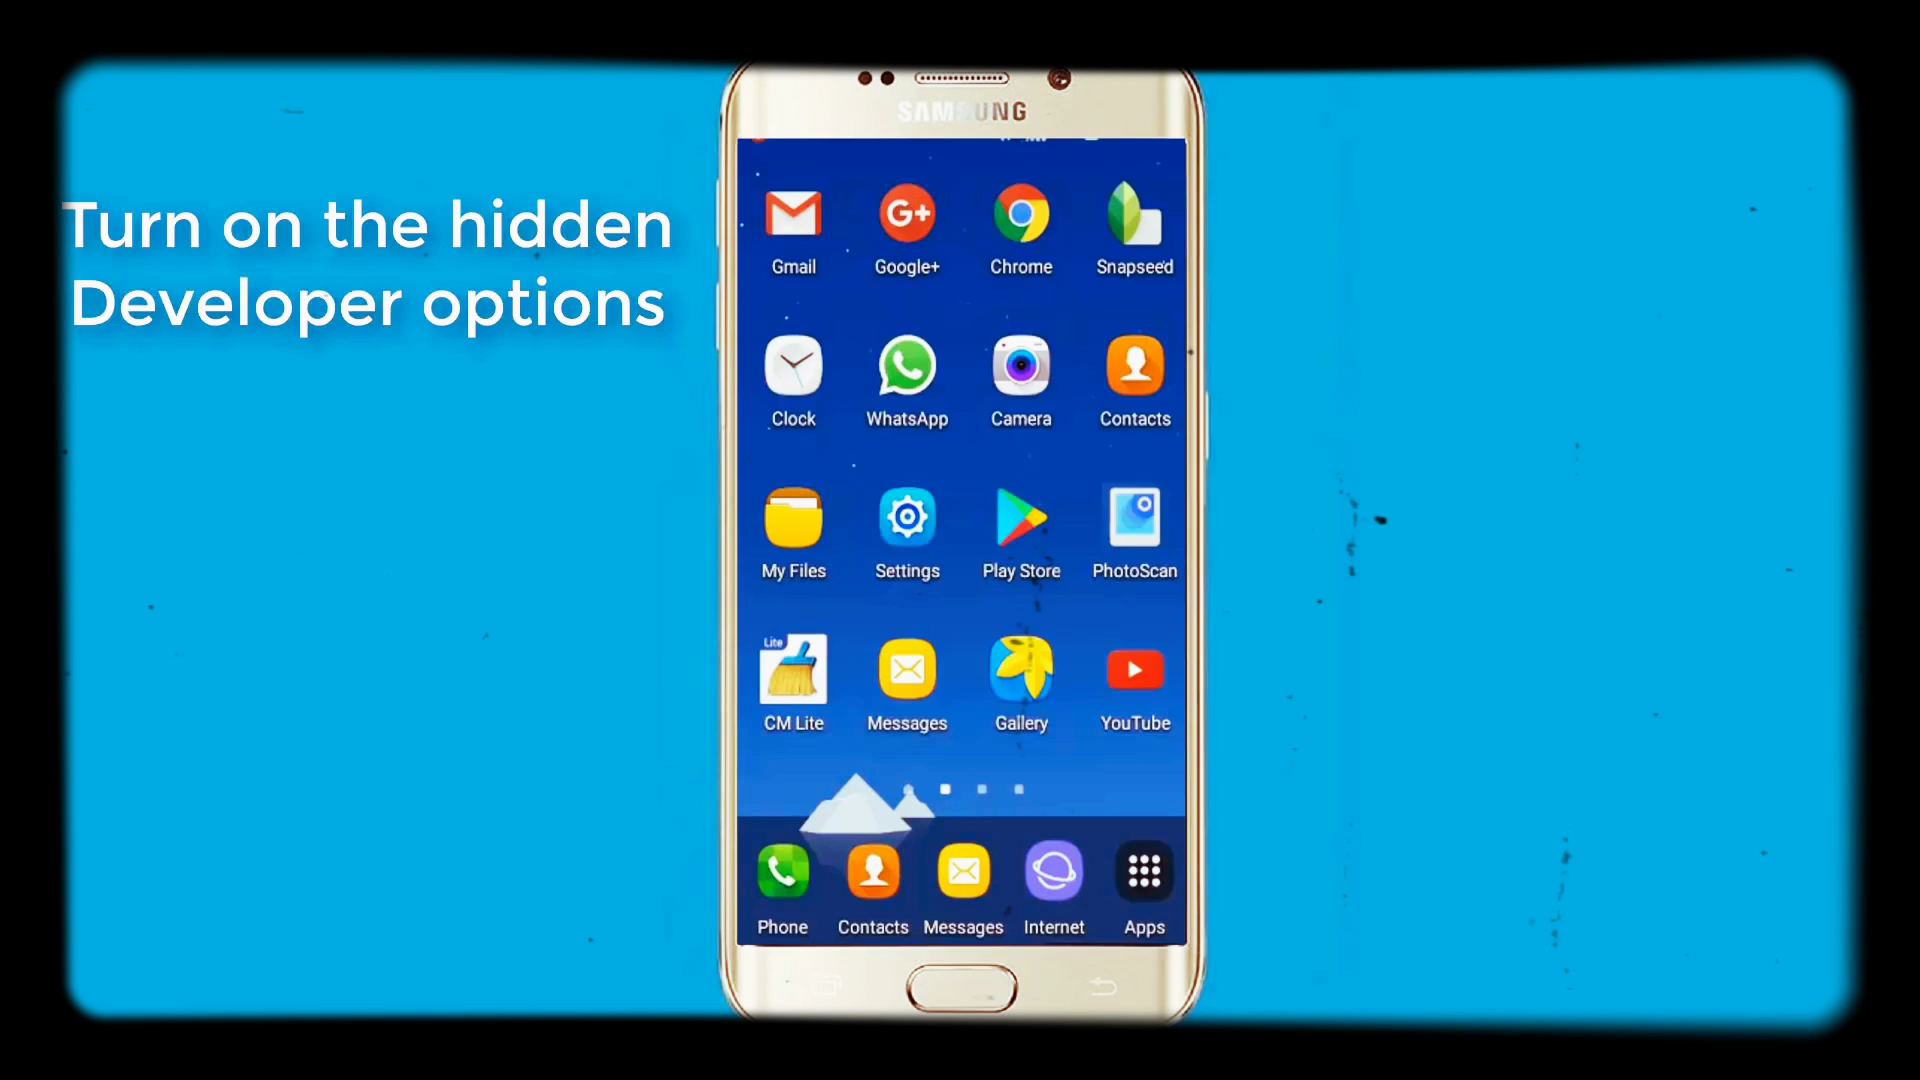 SAMSUNG
Turn on the hidden
Developer options
Gmail Google+ Chrome Snapseed
Clock WhatsApp Camera Contacts
My Files Settings Play Store PhotoScan
Lite
CM Lite Messages Gallery YouTube
Phone Contacts Messages Internet Apps